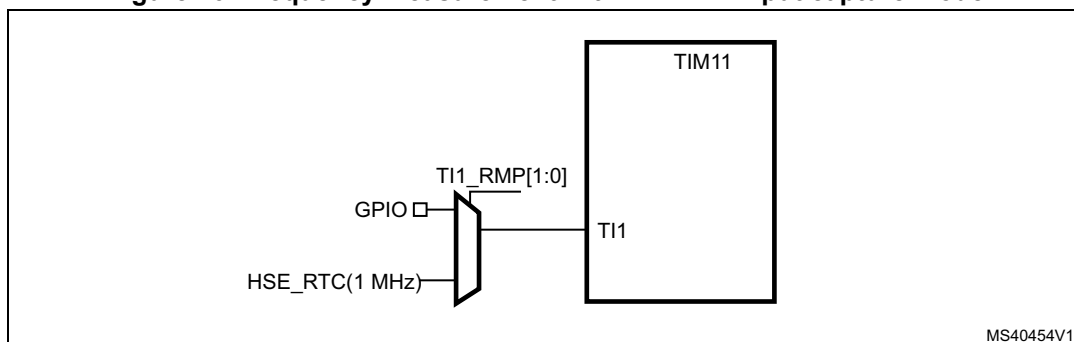 TIM11
TI1_RMP[1:0]
GPIO
TI1
HSE_RTC(1 MHz)
MS40454V1